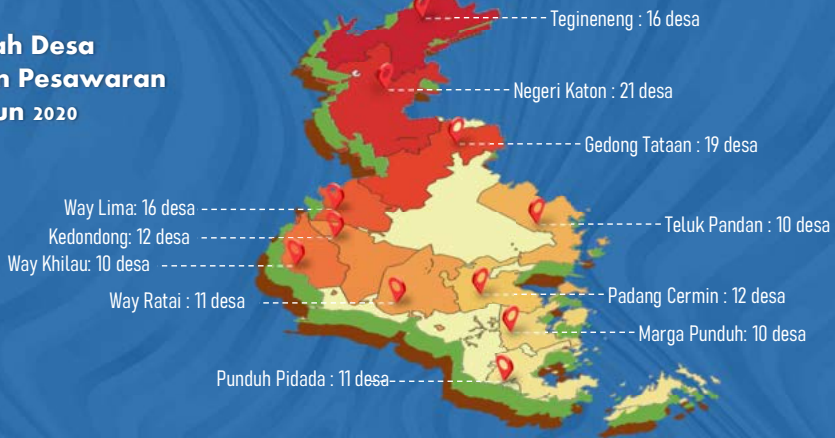 ah Desa
n Pesawaran
un 2020
Tegineneng : 16 desa
Negeri Katon : 21 desa
Gedong Tataan : 19 desa
Way Lima: 16 desa
Kedondong: 12 desa
Way Khilau: 10 desa
Way Ratai : 11 desa
Teluk Pandan : 10 desa
Padang Cermin : 12 desa
Marga Punduh: 10 desa
Punduh Pidada : 11 desa